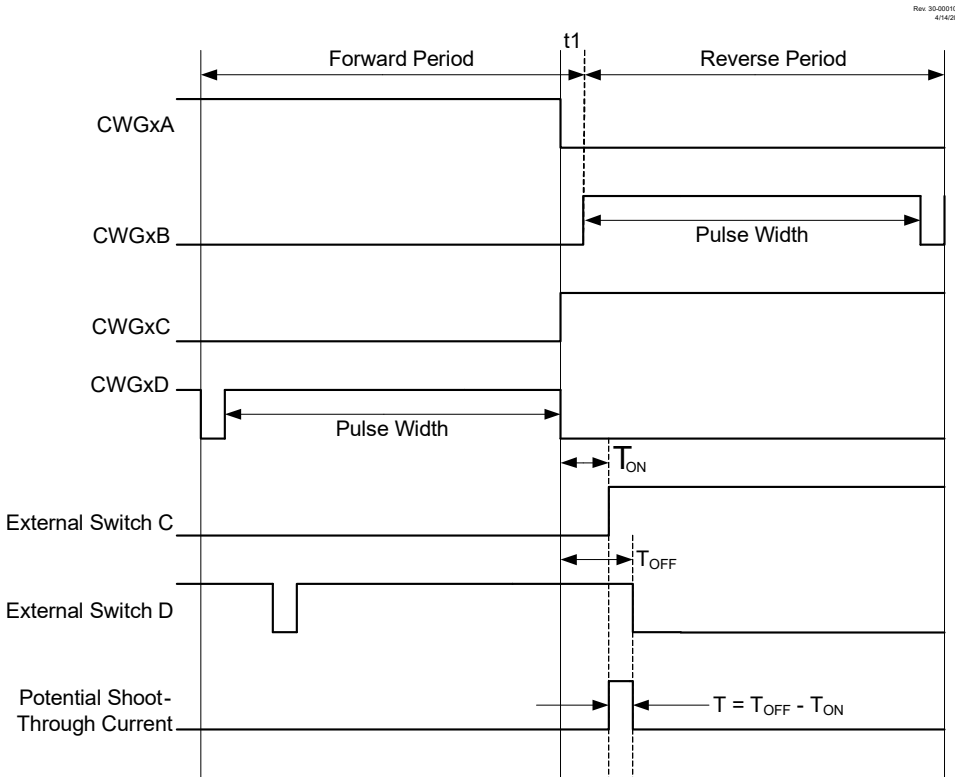 t1
Forward Period
Reverse Period
CWGxA
CWGxB
Pulse Width
CWGxC
CWGxD
Pulse Width
TON
External Switch C
TOFF
External Switch D
Potential Shoot-
Through Current
T = TOFF - TON